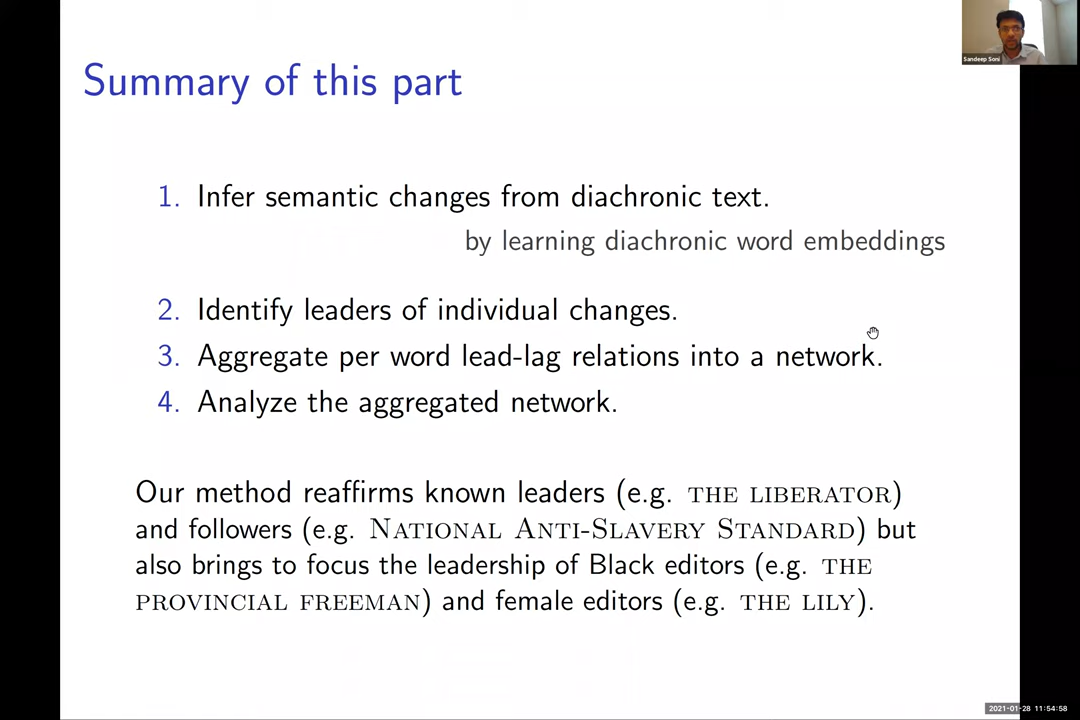 Sandeep Soni
Summary of this part
1. Infer semantic changes from diachronic text.
by learning diachronic word embeddings
2. Identify leaders of individual changes.
3. Aggregate per word lead-lag relations into a network.
4. Analyze the aggregated network.
Our method reaffirms known leaders (e.g. THE LIBERATOR)
and followers (e.g. NATIONAL ANTI-SLAVERY STANDARD) but
also brings to focus the leadership of Black editors (e.g. THE
PROVINCIAL FREEMAN) and female editors (e.g. THE LILY).
2021-01-28 11:54:58